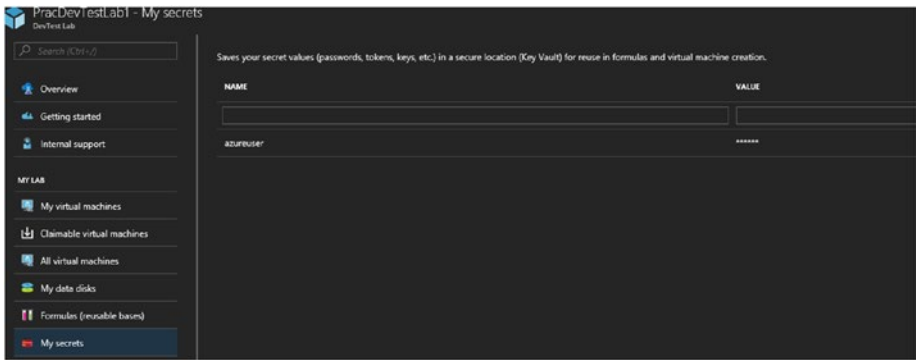 PracDevTestLab1 - My secrets
DevTest Lab
Search (Ctrl+/)
Overview
Getting started
Internal support
MY LAB
My virtual machines
Claimable virtual machines
All virtual machines
My data disks
Formulas (reusable bases)
My secrets
Saves your secret values (passwords, tokens, keys, etc.) in a secure location (Key Vault) for reuse in formulas and virtual machine creation.
NAME VALUE
azureuser ******